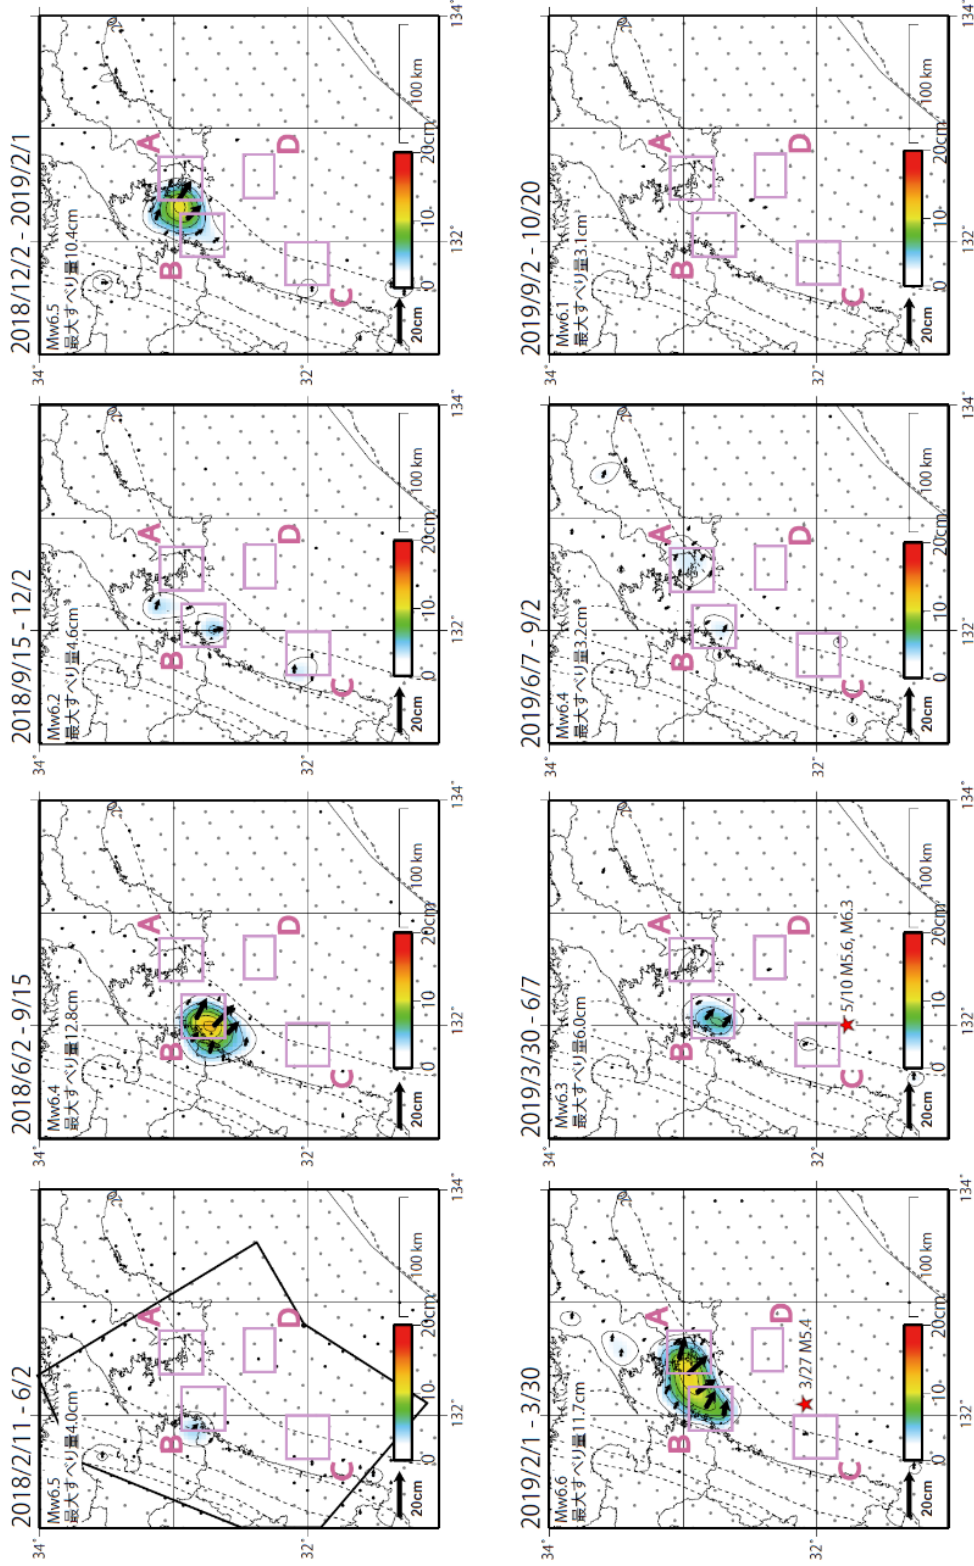 2018/2/11 - 6/2
Mw6.5
最大すべり量4.0cm
34°
32°
A
B
C
D
20cm
0
10
20cm
100 km
132°
134°
2018/6/2 - 9/15
Mw6.4
最大すべり量12.8cm
34°
32°
A
B
C
D
20cm
0
10
20cm
100 km
132°
134°
2018/9/15 - 12/2
Mw6.2
最大すべり量4.6cm
34°
32°
A
B
C
D
20cm
0
10
20cm
100 km
132°
134°
2018/12/2 - 2019/2/1
Mw6.5
最大すべり量10.4cm
34°
32°
A
B
C
D
20cm
0
10
20cm
100 km
132°
134°
2019/2/1 - 3/30
Mw6.6
最大すべり量11.7cm
34°
32°
A
B
C
D
3/27 M5.4
20cm
0
10
20cm
100 km
132°
134°
2019/3/30 - 6/7
Mw6.3
最大すべり量6.0cm
34°
32°
A
B
C
D
5/10 M5.6, M6.3
20cm
0
10
20cm
100 km
132°
134°
2019/6/7 - 9/2
Mw6.4
最大すべり量3.2cm
34°
32°
A
B
C
D
20cm
0
10
20cm
100 km
132°
134°
2019/9/2 - 10/20
Mw6.1
最大すべり量3.1cm
34°
32°
A
B
C
D
20cm
0
10
20cm
100 km
132°
134°